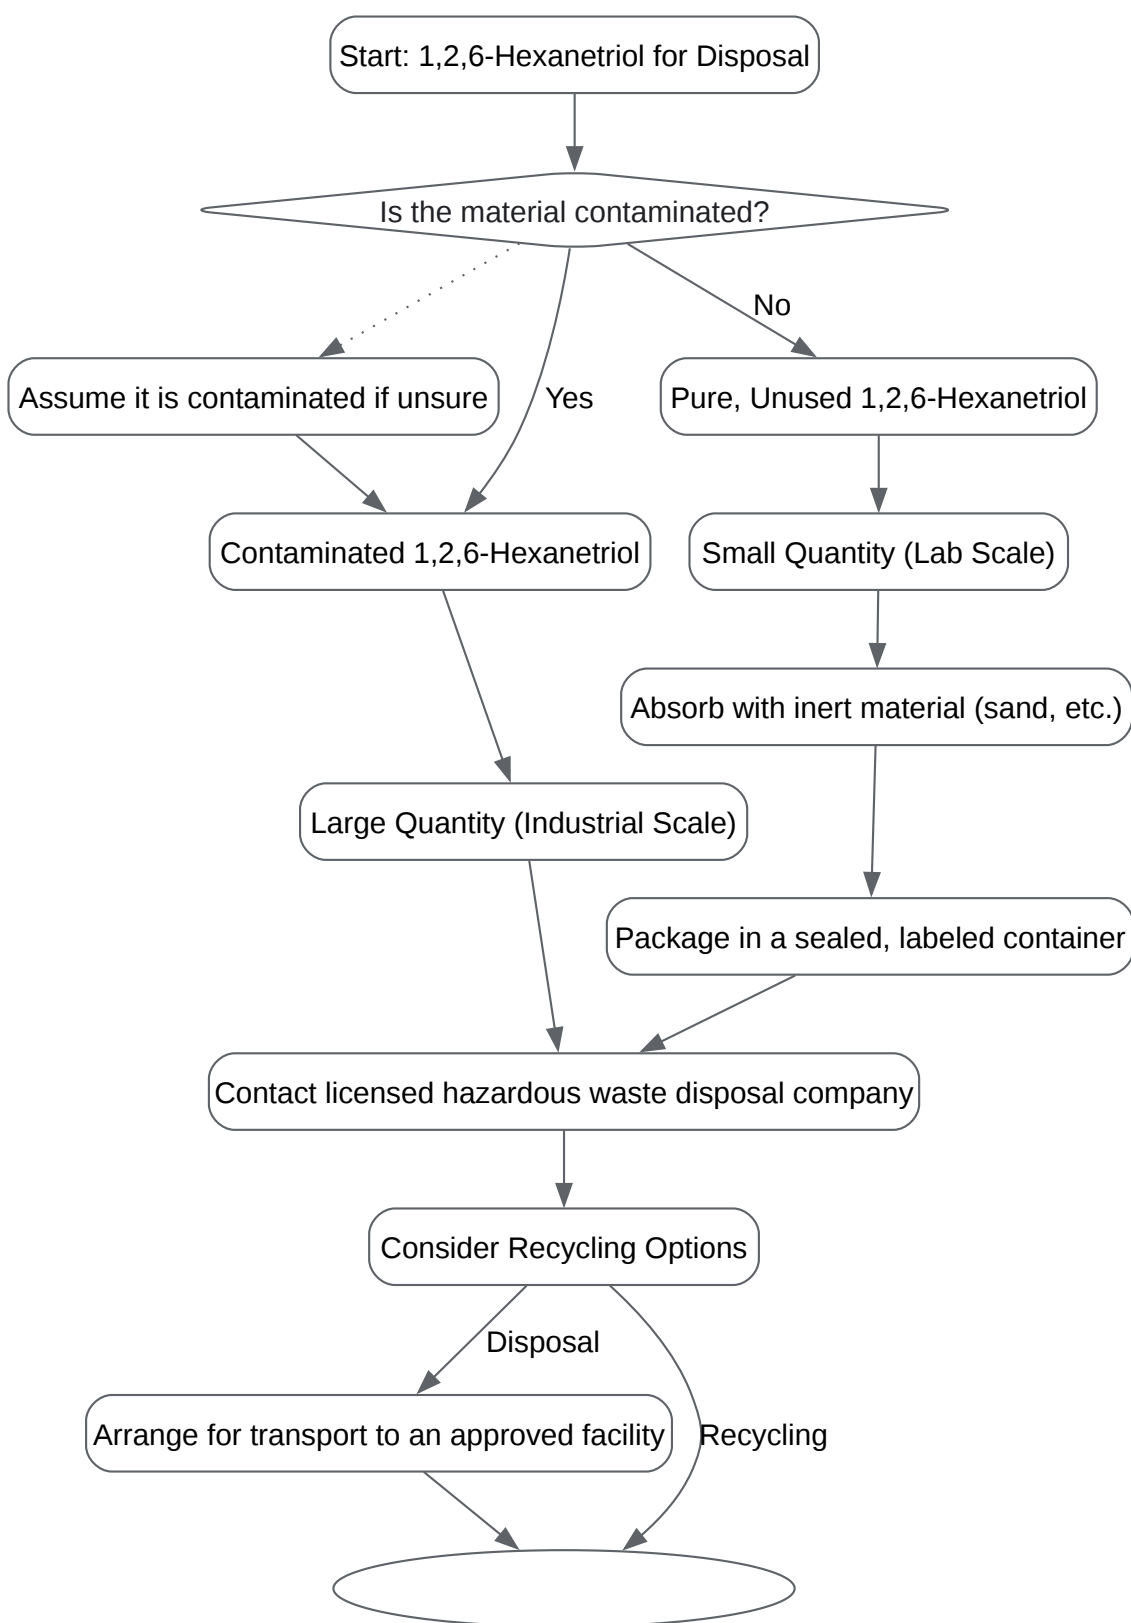 Start: 1,2,6-Hexanetriol for Disposal
Is the material contaminated?
No
Assume it is contaminated if unsure
Yes
Pure, Unused 1,2,6-Hexanetriol
Contaminated 1,2,6-Hexanetriol
Small Quantity (Lab Scale)
Absorb with inert material (sand, etc.)
Large Quantity (Industrial Scale)
Package in a sealed, labeled container
Contact licensed hazardous waste disposal company
Consider Recycling Options
Disposal
Arrange for transport to an approved facility
Recycling